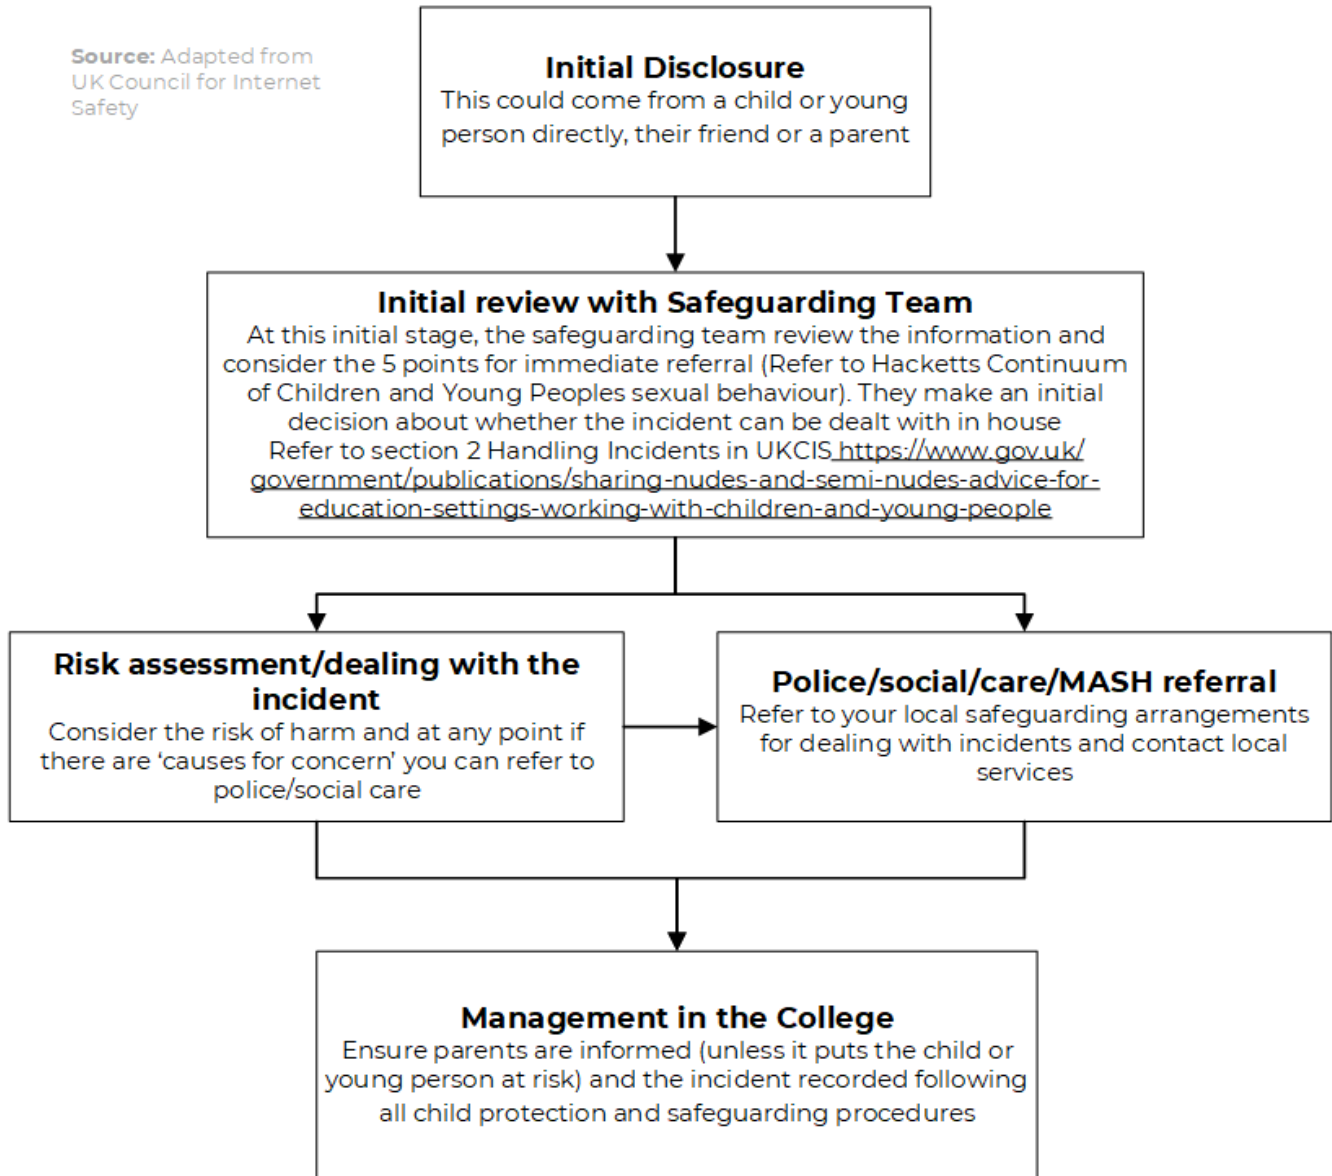 Source: Adapted from
UK Council for Internet
Safety
Initial Disclosure
This could come from a child or young
person directly, their friend or a parent
Initial review with Safeguarding Team
At this initial stage, the safeguarding team review the information and
consider the 5 points for immediate referral (Refer to Hacketts Continuum
of Children and Young Peoples sexual behaviour). They make an initial
decision about whether the incident can be dealt with in house
Refer to section 2 Handling Incidents in UKCIS https://www.gov.uk/
government/publications/sharing-nudes-and-semi-nudes-advice-for-
education-settings-working-with-children-and-young-people
Risk assessment/dealing with the
incident
Consider the risk of harm and at any point if
there are ‘causes for concern’ you can refer to
police/social care
Police/social/care/MASH referral
Refer to your local safeguarding arrangements
for dealing with incidents and contact local
services
Management in the College
Ensure parents are informed (unless it puts the child or
young person at risk) and the incident recorded following
all child protection and safeguarding procedures